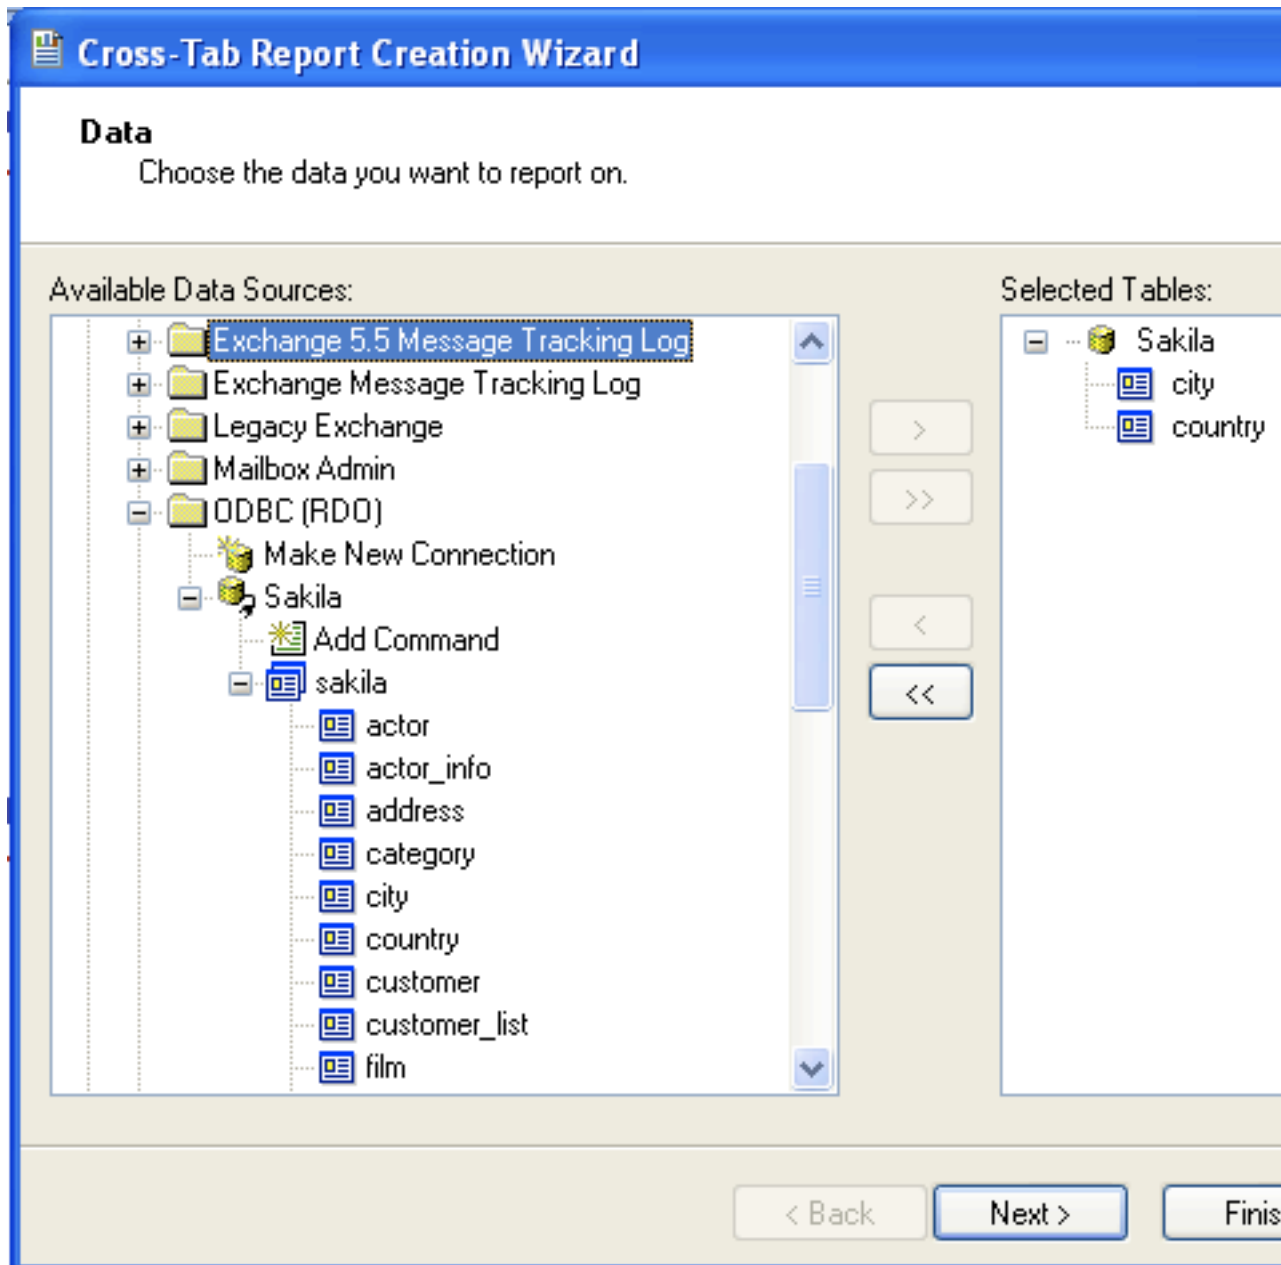 Cross-Tab Report Creation Wizard
Data
Choose the data you want to report on.
Available Data Sources:
Exchange 5.5 Message Tracking Log
Exchange Message Tracking Log
Legacy Exchange
Mailbox Admin
ODBC (RDO)
Make New Connection
Sakila
Add Command
sakila
actor
actor_info
address
category
city
country
customer
customer_list
film
>
>>
<
<<
Selected Tables:
Sakila
city
country
< Back
Next >
Finis